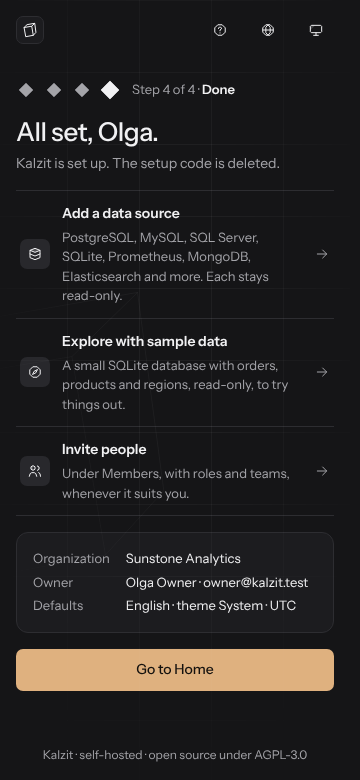 Step 4 of 4 · Done
All set, Olga.
Kalzit is set up. The setup code is deleted.
Add a data source
PostgreSQL, MySQL, SQL Server,
SQLite, Prometheus, MongoDB,
Elasticsearch and more. Each stays
read-only.
Explore with sample data
A small SQLite database with orders,
products and regions, read-only, to try
things out.
Invite people
Under Members, with roles and teams,
whenever it suits you.
Organization Sunstone Analytics
Owner Olga Owner · owner@kalzit.test
Defaults English · theme System · UTC
Go to Home
Kalzit · self-hosted · open source under AGPL-3.0